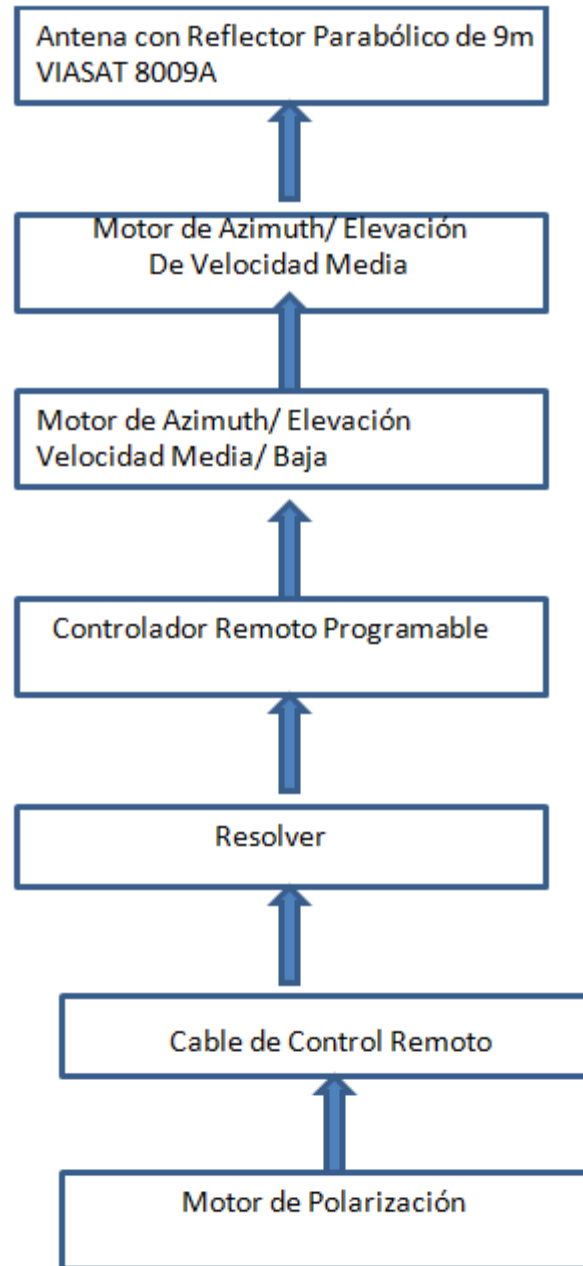 Antena con Reflector Parabólico de 9m
VIASAT 8009A
Motor de Azimuth/ Elevación
De Velocidad Media
Motor de Azimuth/ Elevación
Velocidad Media/ Baja
Controlador Remoto Programable
Resolver
Cable de Control Remoto
Motor de Polarización